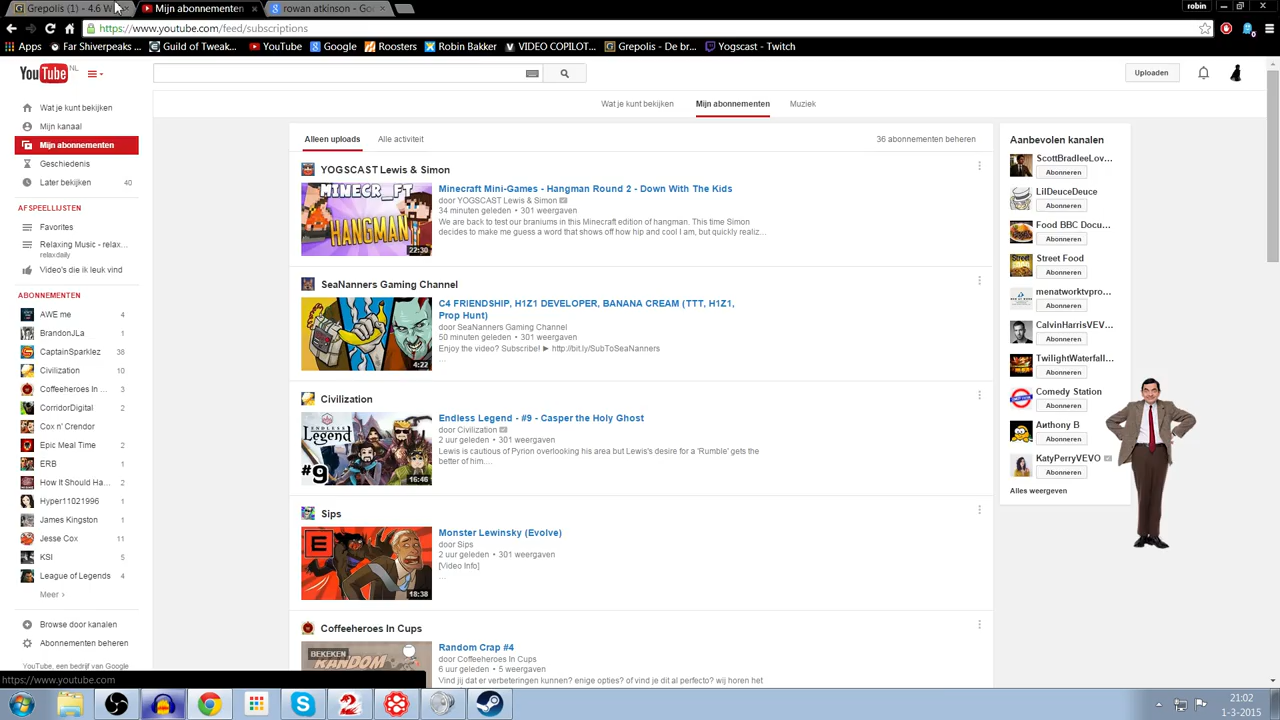 Grepolis (1) - 4.6 W
Mijn abonnementen
rowan atkinson - Go
robin
https://www.youtube.com/feed/subscriptions
Apps
Far Shiverpeaks ...
Guild of Tweak...
YouTube
Google
Roosters
Robin Bakker
VIDEO COPILOT...
Grepolis - De br...
Yogscast - Twitch
YouTube NL
Uploaden
Wat je kunt bekijken
Mijn abonnementen
Muziek
Wat je kunt bekijken
Mijn kanaal
Mijn abonnementen
Geschiedenis
Later bekijken 40
AFSPEELLIJSTEN
Favorites
Relaxing Music - relax...
relaxdaily
Video's die ik leuk vind
ABONNEMENTEN
AWE me 4
BrandonJLa 1
CaptainSparklez 38
Civilization 10
Coffeeheroes In ... 3
CorridorDigital 2
Cox n' Crendor
Epic Meal Time 2
ERB 1
How It Should Ha... 2
Hyper11021996 1
James Kingston 1
Jesse Cox 11
KSI 5
League of Legends 4
Meer ›
Browse door kanalen
Abonnementen beheren
YouTube, een bedrijf van Google
https://www.youtube.com
Alleen uploads
Alle activiteit
36 abonnementen beheren
YOGSCAST Lewis & Simon
MINECR_FT
HANGMAN
22:30
Minecraft Mini-Games - Hangman Round 2 - Down With The Kids
door YOGSCAST Lewis & Simon
34 minuten geleden • 301 weergaven
We are back to test our braniums in this Minecraft edition of hangman. This time Simon
decides to make me guess a word that shows off how hip and cool I am, but quickly realiz...
SeaNanners Gaming Channel
4:22
C4 FRIENDSHIP, H1Z1 DEVELOPER, BANANA CREAM (TTT, H1Z1,
Prop Hunt)
door SeaNanners Gaming Channel
50 minuten geleden • 301 weergaven
Enjoy the video? Subscribe! ► http://bit.ly/SubToSeaNanners
...
Civilization
ENDLESS
Legend
#9
16:46
Endless Legend - #9 - Casper the Holy Ghost
door Civilization
2 uur geleden • 301 weergaven
Lewis is cautious of Pyrion overlooking his area but Lewis's desire for a 'Rumble' gets the
better of him....
Sips
E
18:38
Monster Lewinsky (Evolve)
door Sips
2 uur geleden • 301 weergaven
[Video Info]
...
Coffeeheroes In Cups
BEKEKEN
RANDOM
Random Crap #4
door Coffeeheroes In Cups
6 uur geleden • 5 weergaven
Vind jij dat er verbeteringen kunnen? enige opties? of vind je dit al perfecto? wij horen het
Aanbevolen kanalen
ScottBradleeLov...
Abonneren
LilDeuceDeuce
Abonneren
Food BBC Docu...
Abonneren
Street Food
Abonneren
menatworktvpro...
Abonneren
CalvinHarrisVEV...
Abonneren
TwilightWaterfall...
Abonneren
Comedy Station
Abonneren
Aиthony B
Abonneren
KatyPerryVEVO
Abonneren
Alles weergeven
21:02
1-3-2015